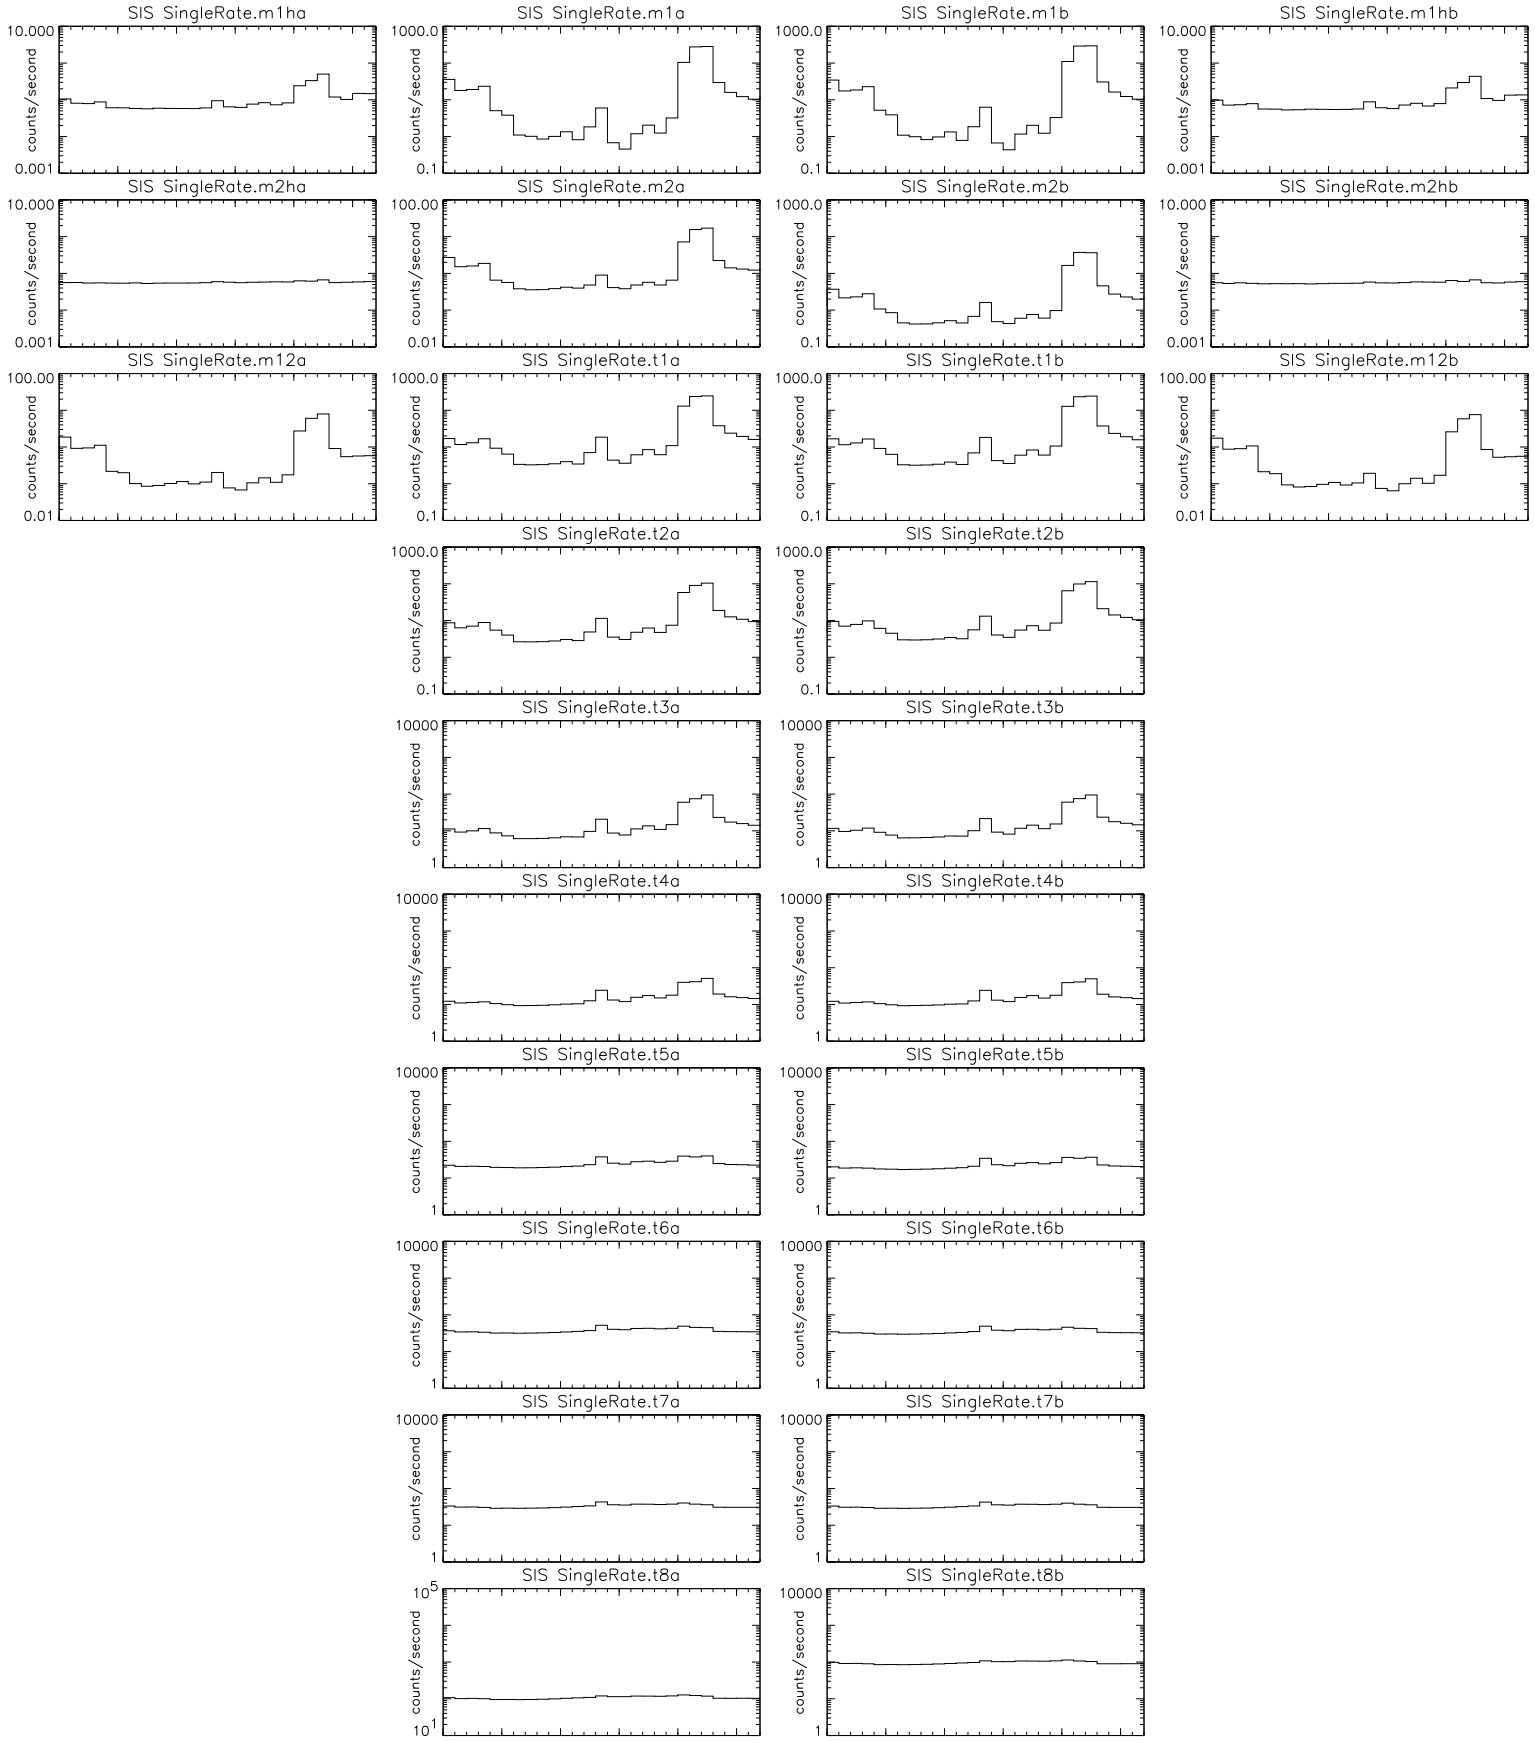 SIS SingleRate.m1ha
10.000
counts/second
0.001
SIS SingleRate.m1a
1000.0
counts/second
0.1
SIS SingleRate.m1b
1000.0
counts/second
0.1
SIS SingleRate.m1hb
10.000
counts/second
0.001
SIS SingleRate.m2ha
10.000
counts/second
0.001
SIS SingleRate.m2a
100.00
counts/second
0.01
SIS SingleRate.m2b
1000.0
counts/second
0.1
SIS SingleRate.m2hb
10.000
counts/second
0.001
SIS SingleRate.m12a
100.00
counts/second
0.01
SIS SingleRate.t1a
1000.0
counts/second
0.1
SIS SingleRate.t1b
1000.0
counts/second
0.1
SIS SingleRate.m12b
100.00
counts/second
0.01
SIS SingleRate.t2a
1000.0
counts/second
0.1
SIS SingleRate.t2b
1000.0
counts/second
0.1
SIS SingleRate.t3a
10000
counts/second
1
SIS SingleRate.t3b
10000
counts/second
1
SIS SingleRate.t4a
10000
counts/second
1
SIS SingleRate.t4b
10000
counts/second
1
SIS SingleRate.t5a
10000
counts/second
1
SIS SingleRate.t5b
10000
counts/second
1
SIS SingleRate.t6a
10000
counts/second
1
SIS SingleRate.t6b
10000
counts/second
1
SIS SingleRate.t7a
10000
counts/second
1
SIS SingleRate.t7b
10000
counts/second
1
SIS SingleRate.t8a
10⁵
counts/second
10¹
SIS SingleRate.t8b
10000
counts/second
1